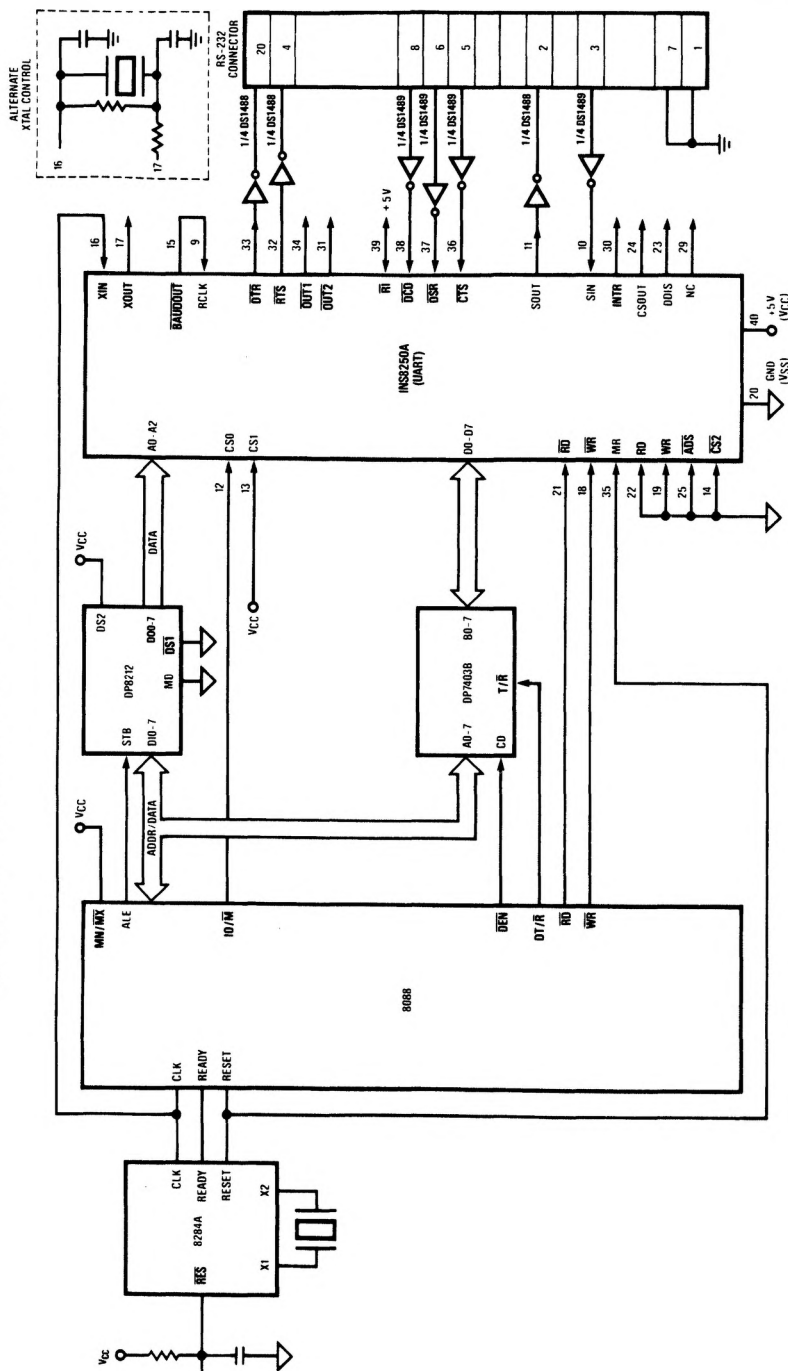 ALTERNATE
XTAL CONTROL
16
17
RS-232
CONNECTOR
20
4
8
6
5
2
3
7
1
1/4 DS1488
1/4 DS1488
1/4 DS1489
1/4 DS1489
1/4 DS1489
1/4 DS1488
1/4 DS1489
16
17
15
9
33
32
34
31
39
+5V
38
37
36
11
10
30
24
23
29
XIN
XOUT
BAUDOUT
RCLK
DTR
RTS
OUT1
OUT2
RI
DCD
DSR
CTS
SOUT
SIN
INTR
CSOUT
DDIS
NC
INS8250A
(UART)
40
+5V
(VCC)
20
GND
(VSS)
A0-A2
CS0
CS1
D0-D7
RD
WR
MR
RD
WR
ADS
CS2
12
13
21
18
35
22
19
25
14
DATA
VCC
VCC
DS2
DO0-7
DS1
DP8212
MD
STB
DI0-7
B0-7
DP7403B
T/R
A0-7
CD
VCC
ADDR/DATA
MN/MX
ALE
IO/M
DEN
DT/R
RD
WR
8088
CLK
READY
RESET
CLK
READY
RESET
8284A
X2
X1
RES
Vcc